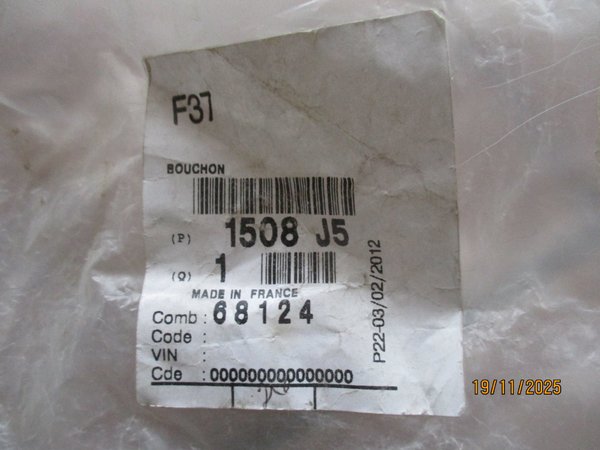 F37
BOUCHON
(P) 1508 J5
(Q) 1
MADE IN FRANCE
Comb : 68124
Code :
VIN :
Cde : 000000000000000
P22-03/02/2012
19/11/2025